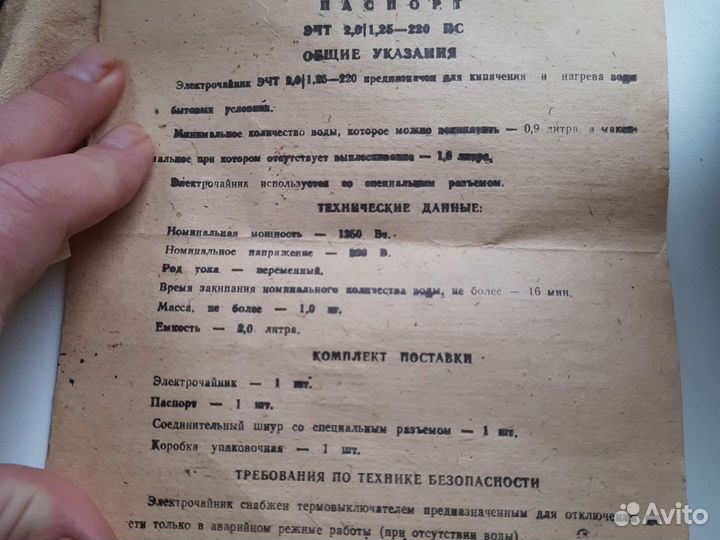 ПАСПОРТ
ЭЧТ 2,0/1,25—220 ПС
ОБЩИЕ УКАЗАНИЯ
Электрочайник ЭЧТ 2,0/1,25—220 предназначен для кипячения и нагрева воды
в бытовых условиях.
Минимальное количество воды, которое можно вскипятить — 0,9 литра, а макси-
мальное при котором отсутствует выплескивание — литра.
Электрочайник используется со специальным разъемом.
ТЕХНИЧЕСКИЕ ДАННЫЕ:
Номинальная мощность — 1250 Вт.
Номинальное напряжение — 220 В.
Род тока — переменный.
Время закипания номинального количества воды, не более — 16 мин.
Масса, не более — 1,0 кг.
Емкость — 2,0 литра.
КОМПЛЕКТ ПОСТАВКИ
Электрочайник — 1 шт.
Паспорт — 1 шт.
Соединительный шнур со специальным разъемом — 1 шт.
Коробка упаковочная — 1 шт.
ТРЕБОВАНИЯ ПО ТЕХНИКЕ БЕЗОПАСНОСТИ
Электрочайник снабжен термовыключателем предназначенным для отключен
сети только в аварийном режиме работы (при отсутствии воды).
Avito